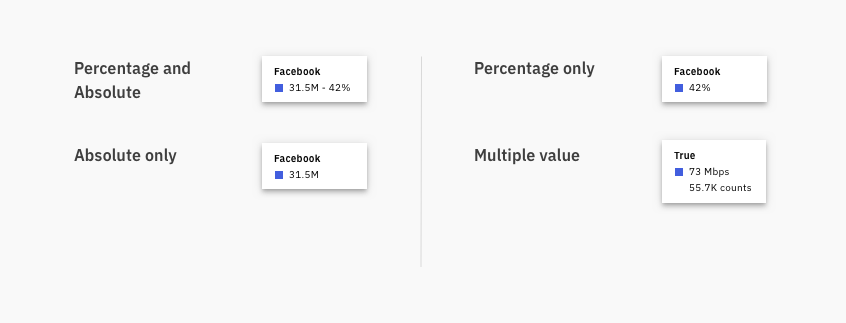 Percentage and
Absolute
Facebook
31.5M - 42%
Absolute only
Facebook
31.5M
Percentage only
Facebook
42%
Multiple value
True
73 Mbps
55.7K counts